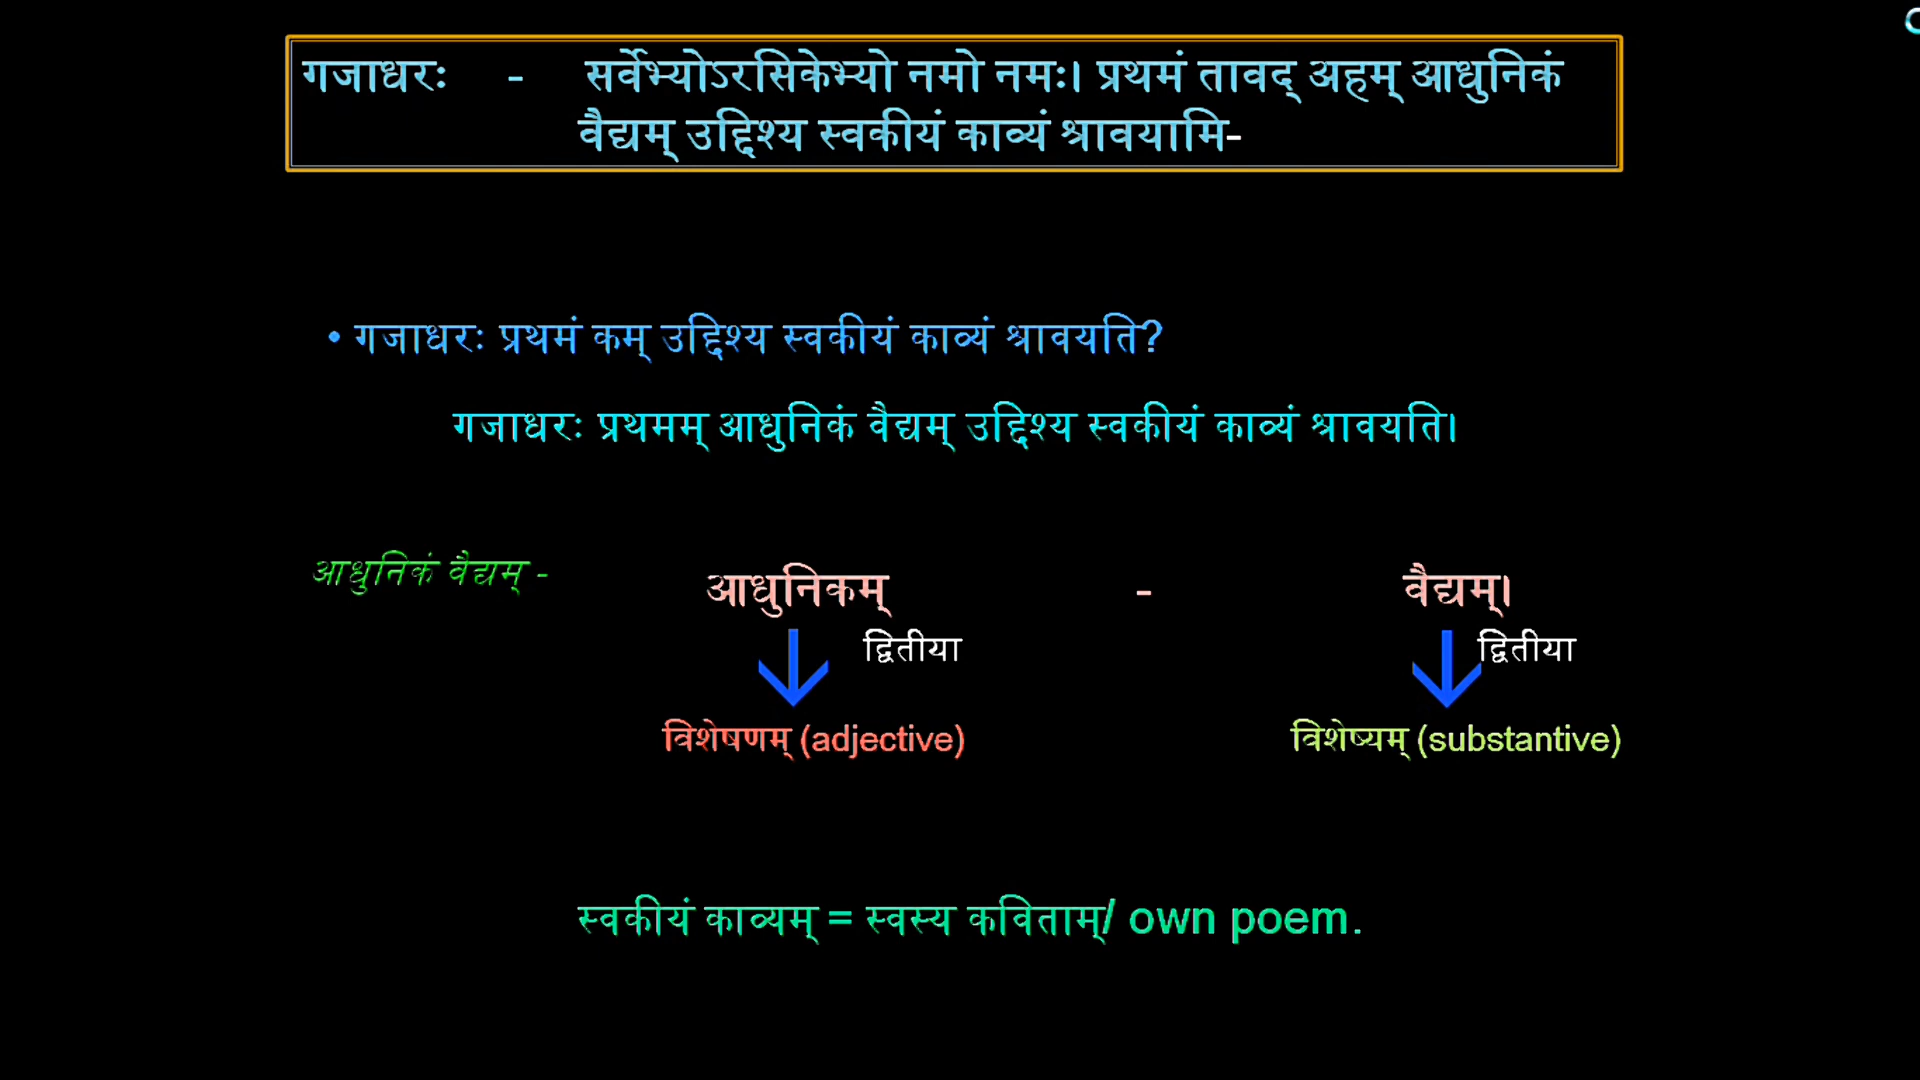 गजाधरः - सर्वेभ्योऽरसिकेभ्यो नमो नमः। प्रथमं तावद् अहम् आधुनिकं
वैद्यम् उद्दिश्य स्वकीयं काव्यं श्रावयामि-
• गजाधरः प्रथमं कम् उद्दिश्य स्वकीयं काव्यं श्रावयति?
गजाधरः प्रथमम् आधुनिकं वैद्यम् उद्दिश्य स्वकीयं काव्यं श्रावयति।
आधुनिकं वैद्यम् - आधुनिकम् - वैद्यम्।
द्वितीया द्वितीया
विशेषणम् (adjective) विशेष्यम् (substantive)
स्वकीयं काव्यम् = स्वस्य कविताम्/ own poem.